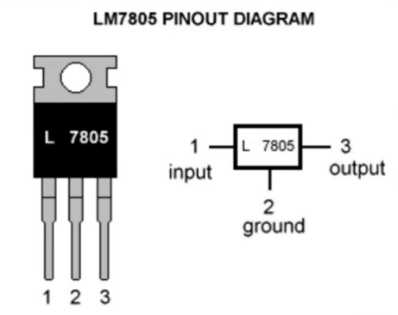 LM7805 PINOUT DIAGRAM
L 7805
1 2 3
1
input
L 7805
3
output
2
ground